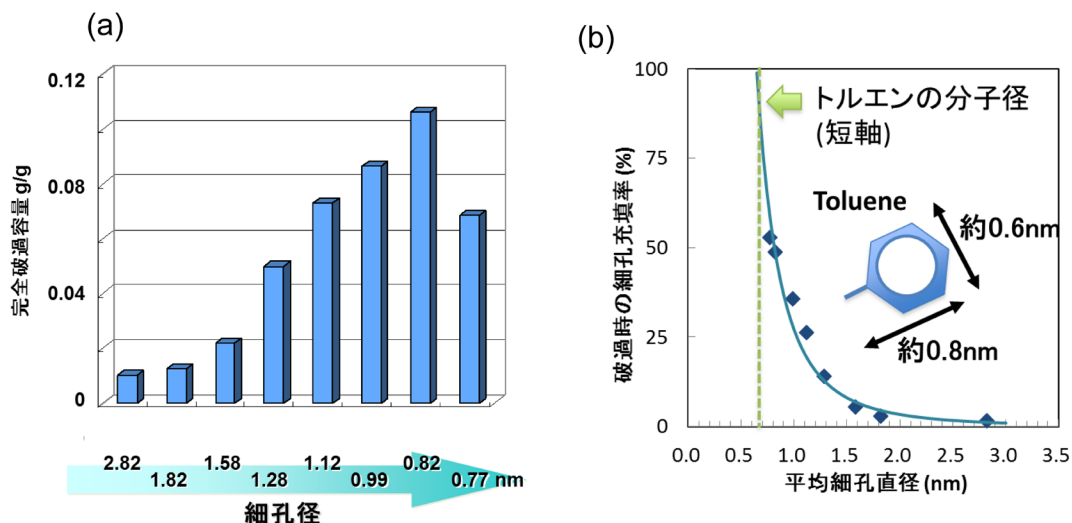 (a)
0.12
0.08
0.04
0
完全破過容量 g/g
2.82 1.82 1.58 1.28 1.12 0.99 0.82 0.77 nm
細孔径
(b)
100
75
50
25
0
破過時の細孔充填率 (%)
トルエンの分子径
(短軸)
Toluene
約0.6nm
約0.8nm
0.0 0.5 1.0 1.5 2.0 2.5 3.0 3.5
平均細孔直径 (nm)